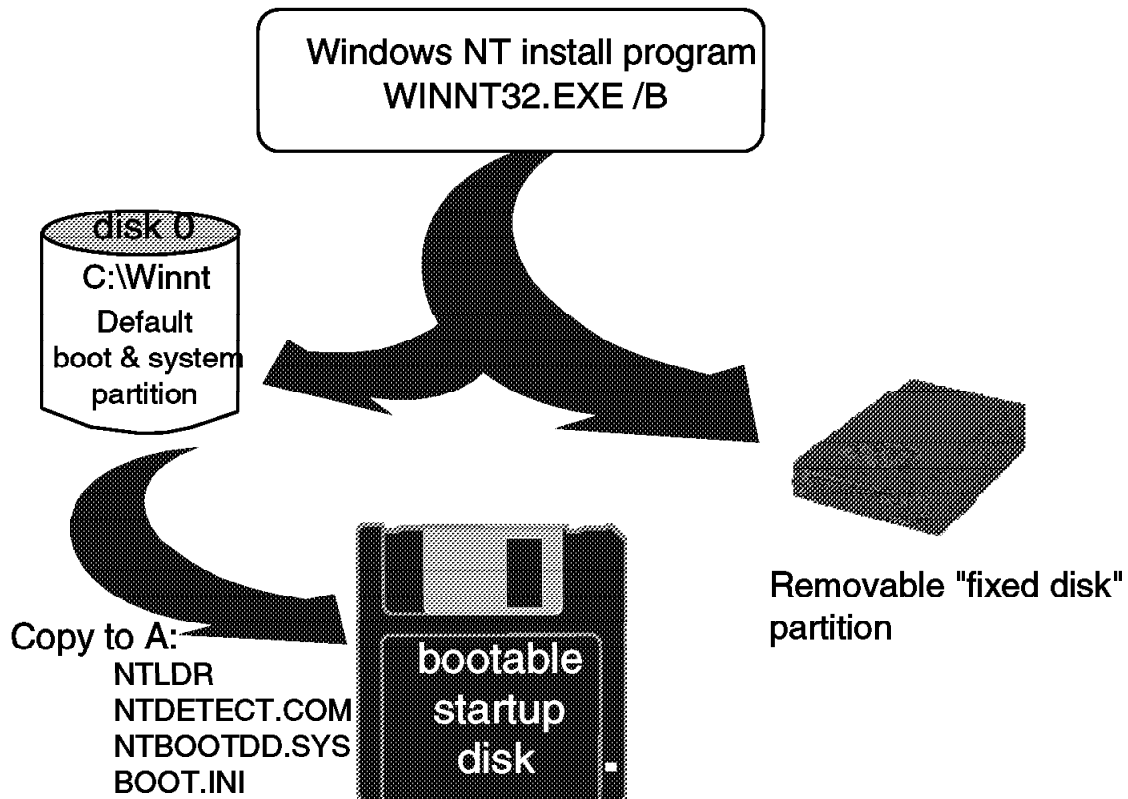 Windows NT install program
WINNT32.EXE /B
disk 0
C:\Winnt
Default
boot & system
partition
Removable "fixed disk"
partition
Copy to A:
NTLDR
NTDETECT.COM
NTBOOTDD.SYS
BOOT.INI
bootable
startup
disk